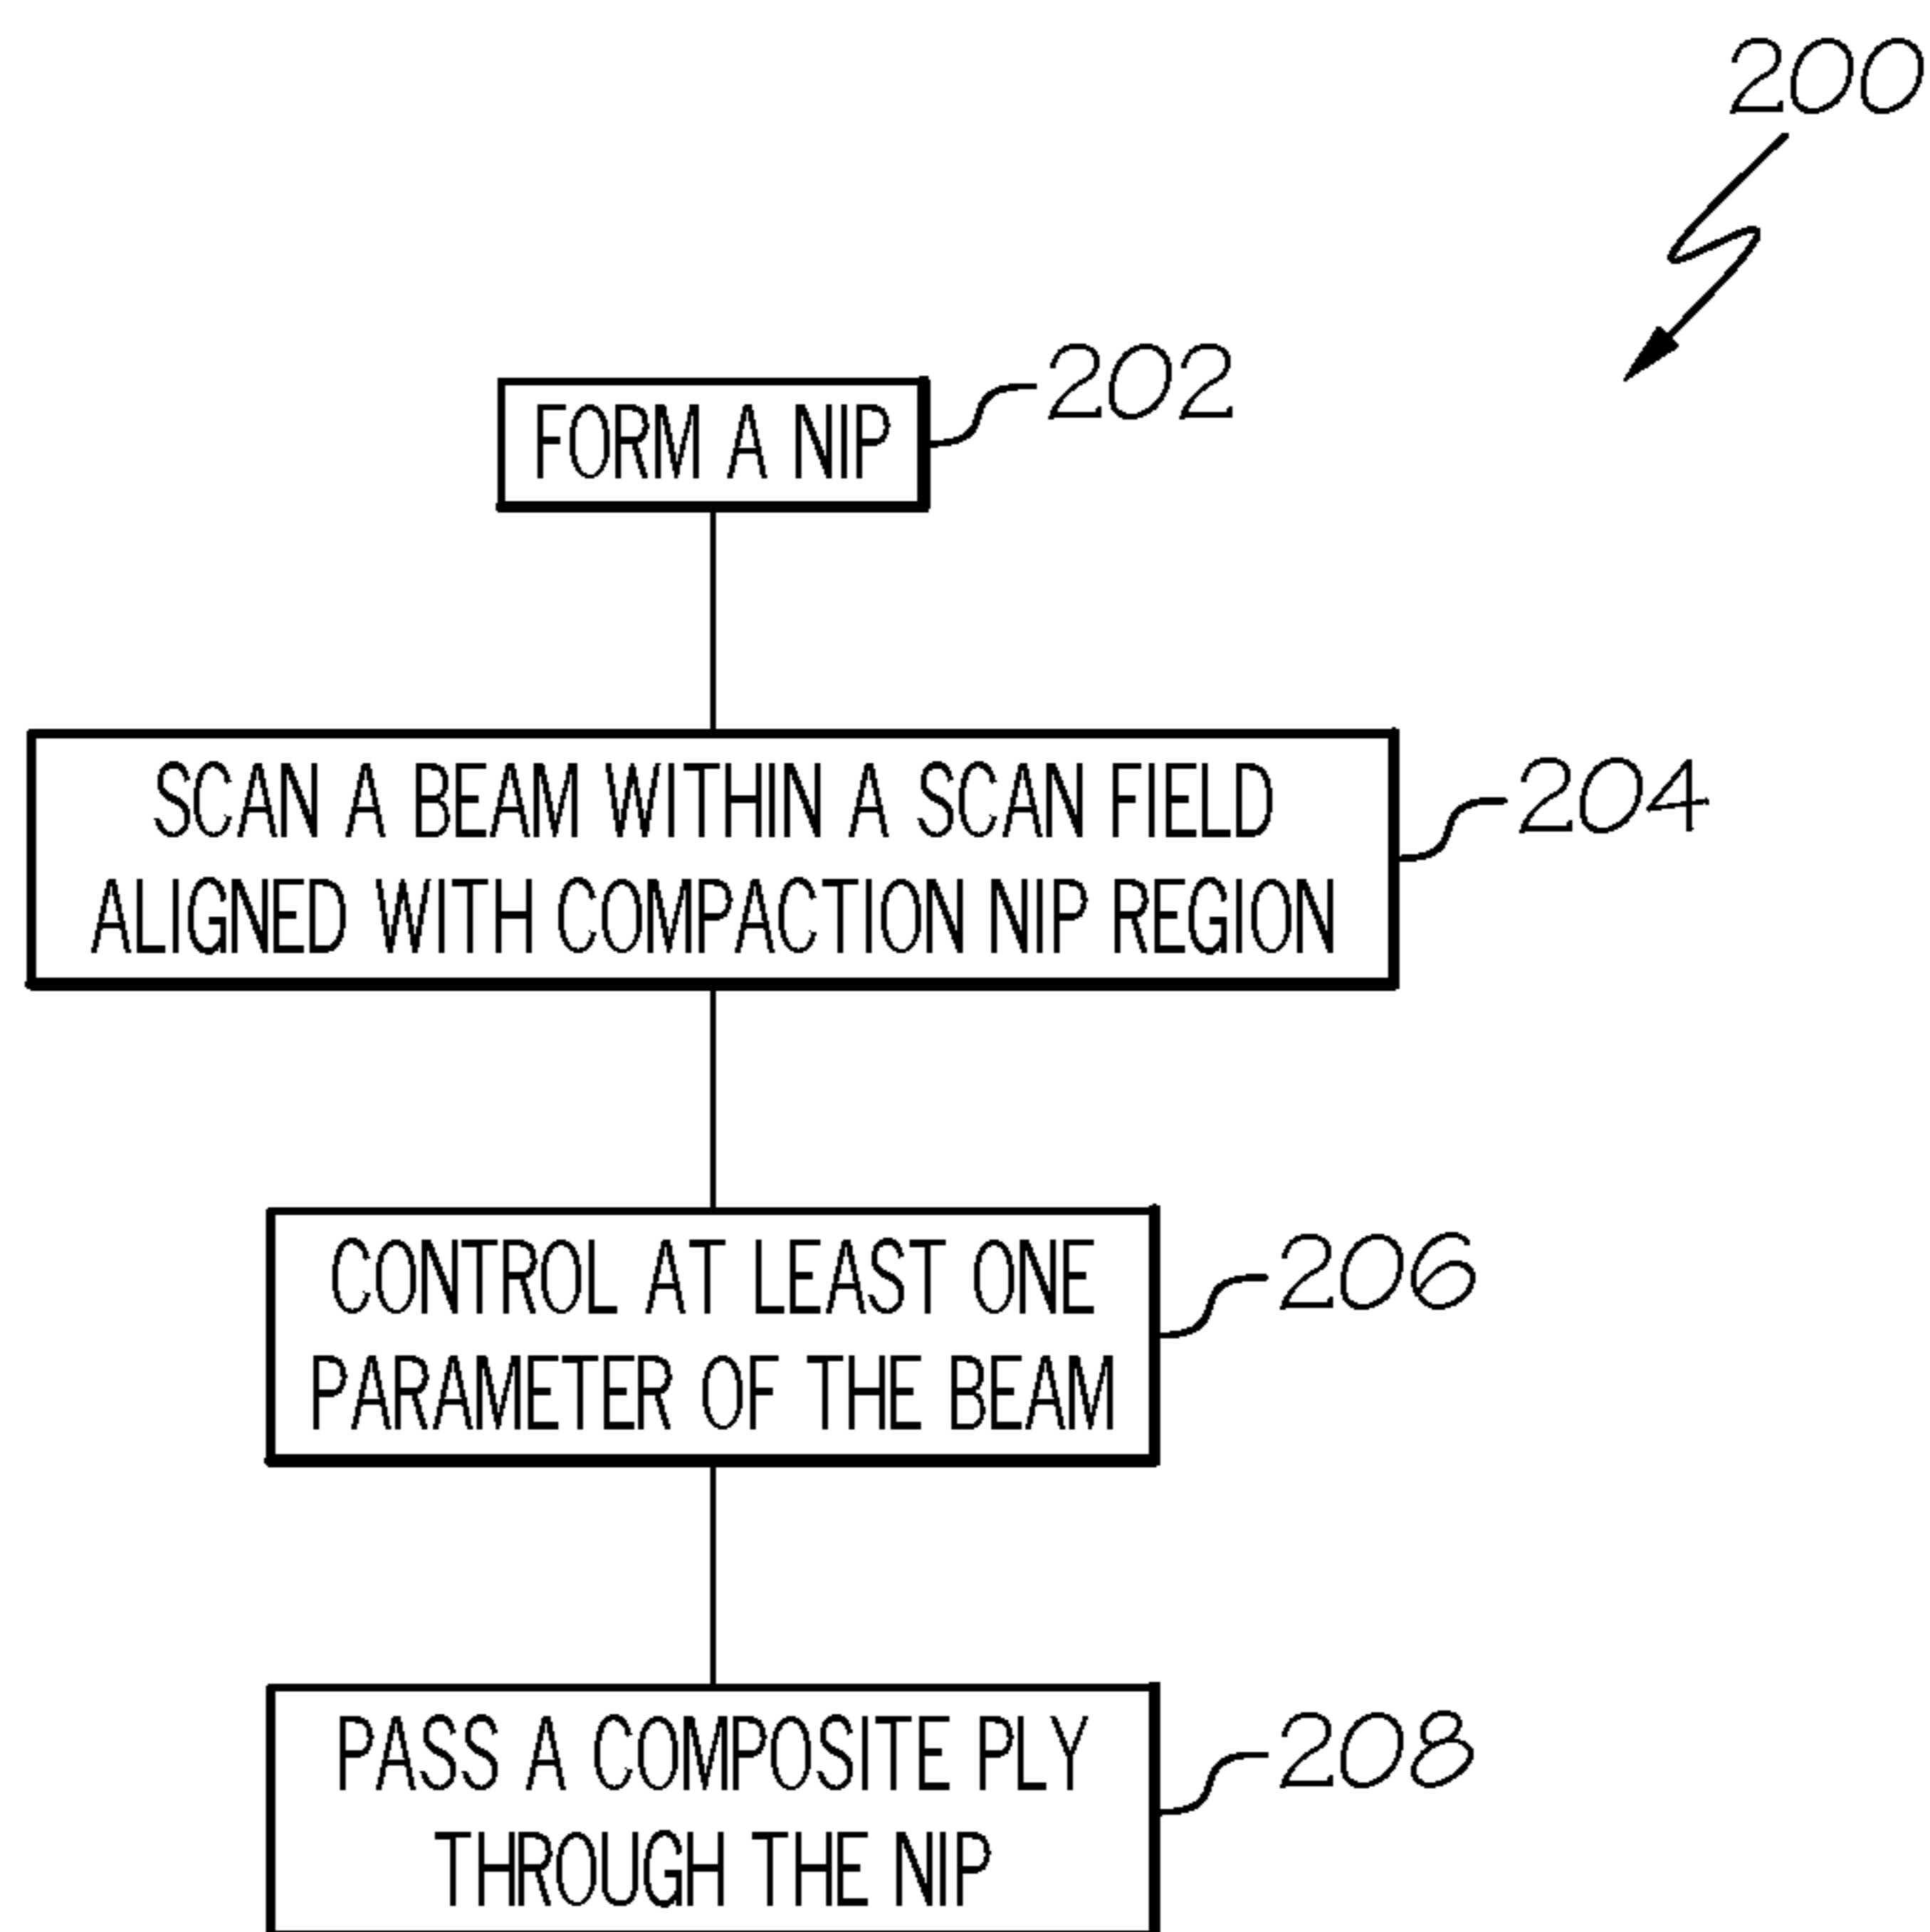 200
FORM A NIP
202
SCAN A BEAM WITHIN A SCAN FIELD
ALIGNED WITH COMPACTION NIP REGION
204
CONTROL AT LEAST ONE
PARAMETER OF THE BEAM
206
PASS A COMPOSITE PLY
THROUGH THE NIP
208